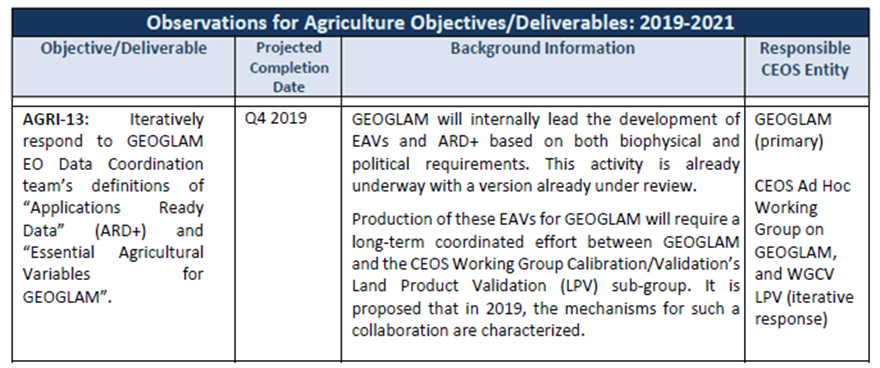 Observations for Agriculture Objectives/Deliverables: 2019-2021
Objective/Deliverable
Projected
Completion
Date
Background Information
Responsible
CEOS Entity
AGRI-13: Iteratively
respond to GEOGLAM
EO Data Coordination
team's definitions of
“Applications Ready
Data” (ARD+) and
“Essential Agricultural
Variables for
GEOGLAM”.
Q4 2019
GEOGLAM will internally lead the development of
EAVs and ARD+ based on both biophysical and
political requirements. This activity is already
underway with a version already under review.
Production of these EAVs for GEOGLAM will require a
long-term coordinated effort between GEOGLAM
and the CEOS Working Group Calibration/Validation's
Land Product Validation (LPV) sub-group. It is
proposed that in 2019, the mechanisms for such a
collaboration are characterized.
GEOGLAM
(primary)
CEOS Ad Hoc
Working
Group on
GEOGLAM,
and WGCV
LPV (iterative
response)